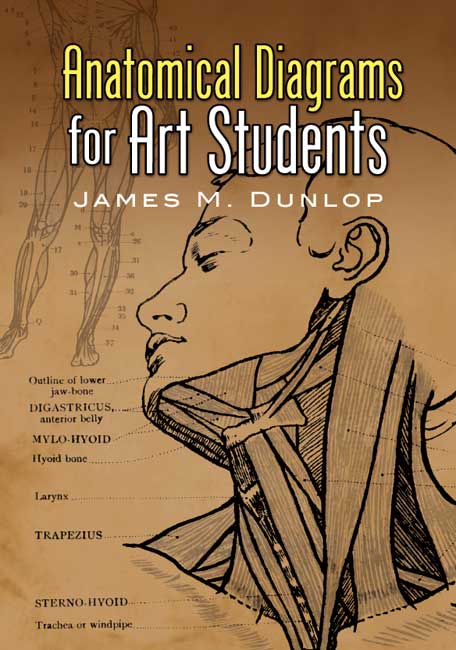 Anatomical Diagrams
for Art Students
James M. Dunlop
Outline of lower
jaw-bone
DIGASTRICUS,
anterior belly
MYLO-HYOID
Hyoid bone
Larynx
TRAPEZIUS
STERNO-HYOID
Trachea or windpipe